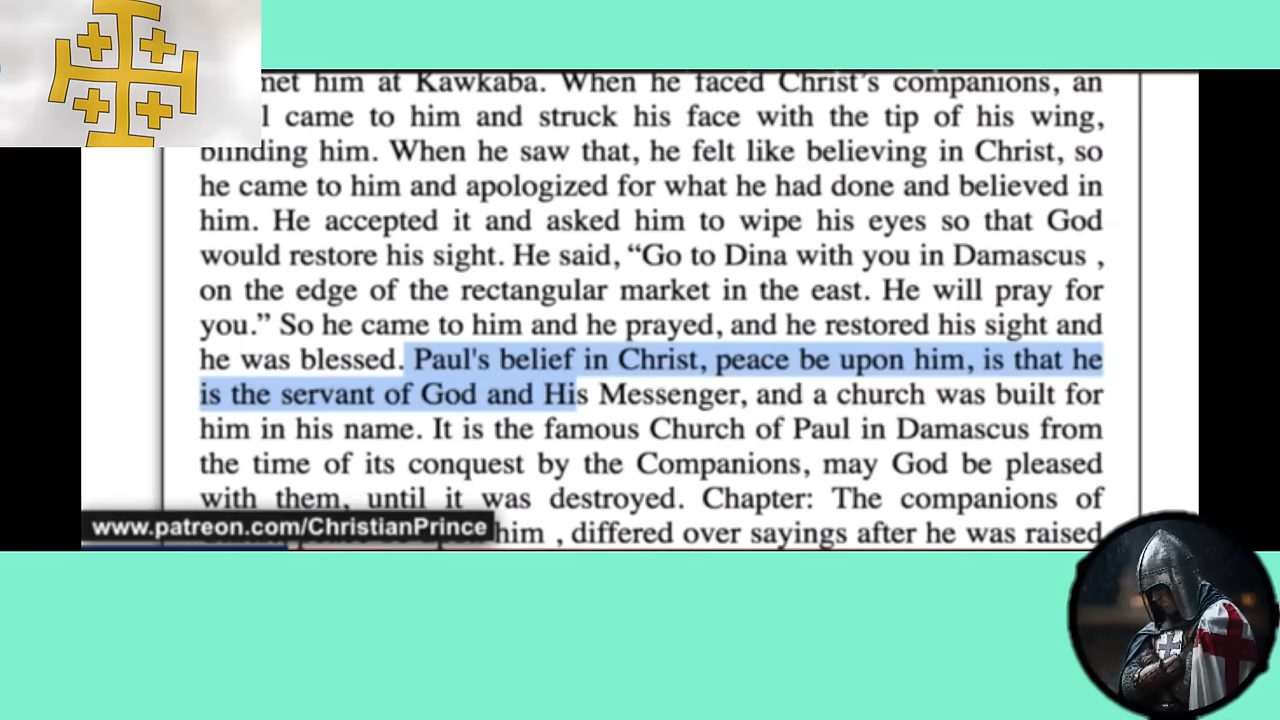 met him at Kawkaba. When he faced Christ's companions, an
came to him and struck his face with the tip of his wing,
blinding him. When he saw that, he felt like believing in Christ, so
he came to him and apologized for what he had done and believed in
him. He accepted it and asked him to wipe his eyes so that God
would restore his sight. He said, “Go to Dina with you in Damascus ,
on the edge of the rectangular market in the east. He will pray for
you.” So he came to him and he prayed, and he restored his sight and
he was blessed. Paul's belief in Christ, peace be upon him, is that he
is the servant of God and His Messenger, and a church was built for
him in his name. It is the famous Church of Paul in Damascus from
the time of its conquest by the Companions, may God be pleased
with them, until it was destroyed. Chapter: The companions of
him , differed over sayings after he was raised
www.patreon.com/ChristianPrince